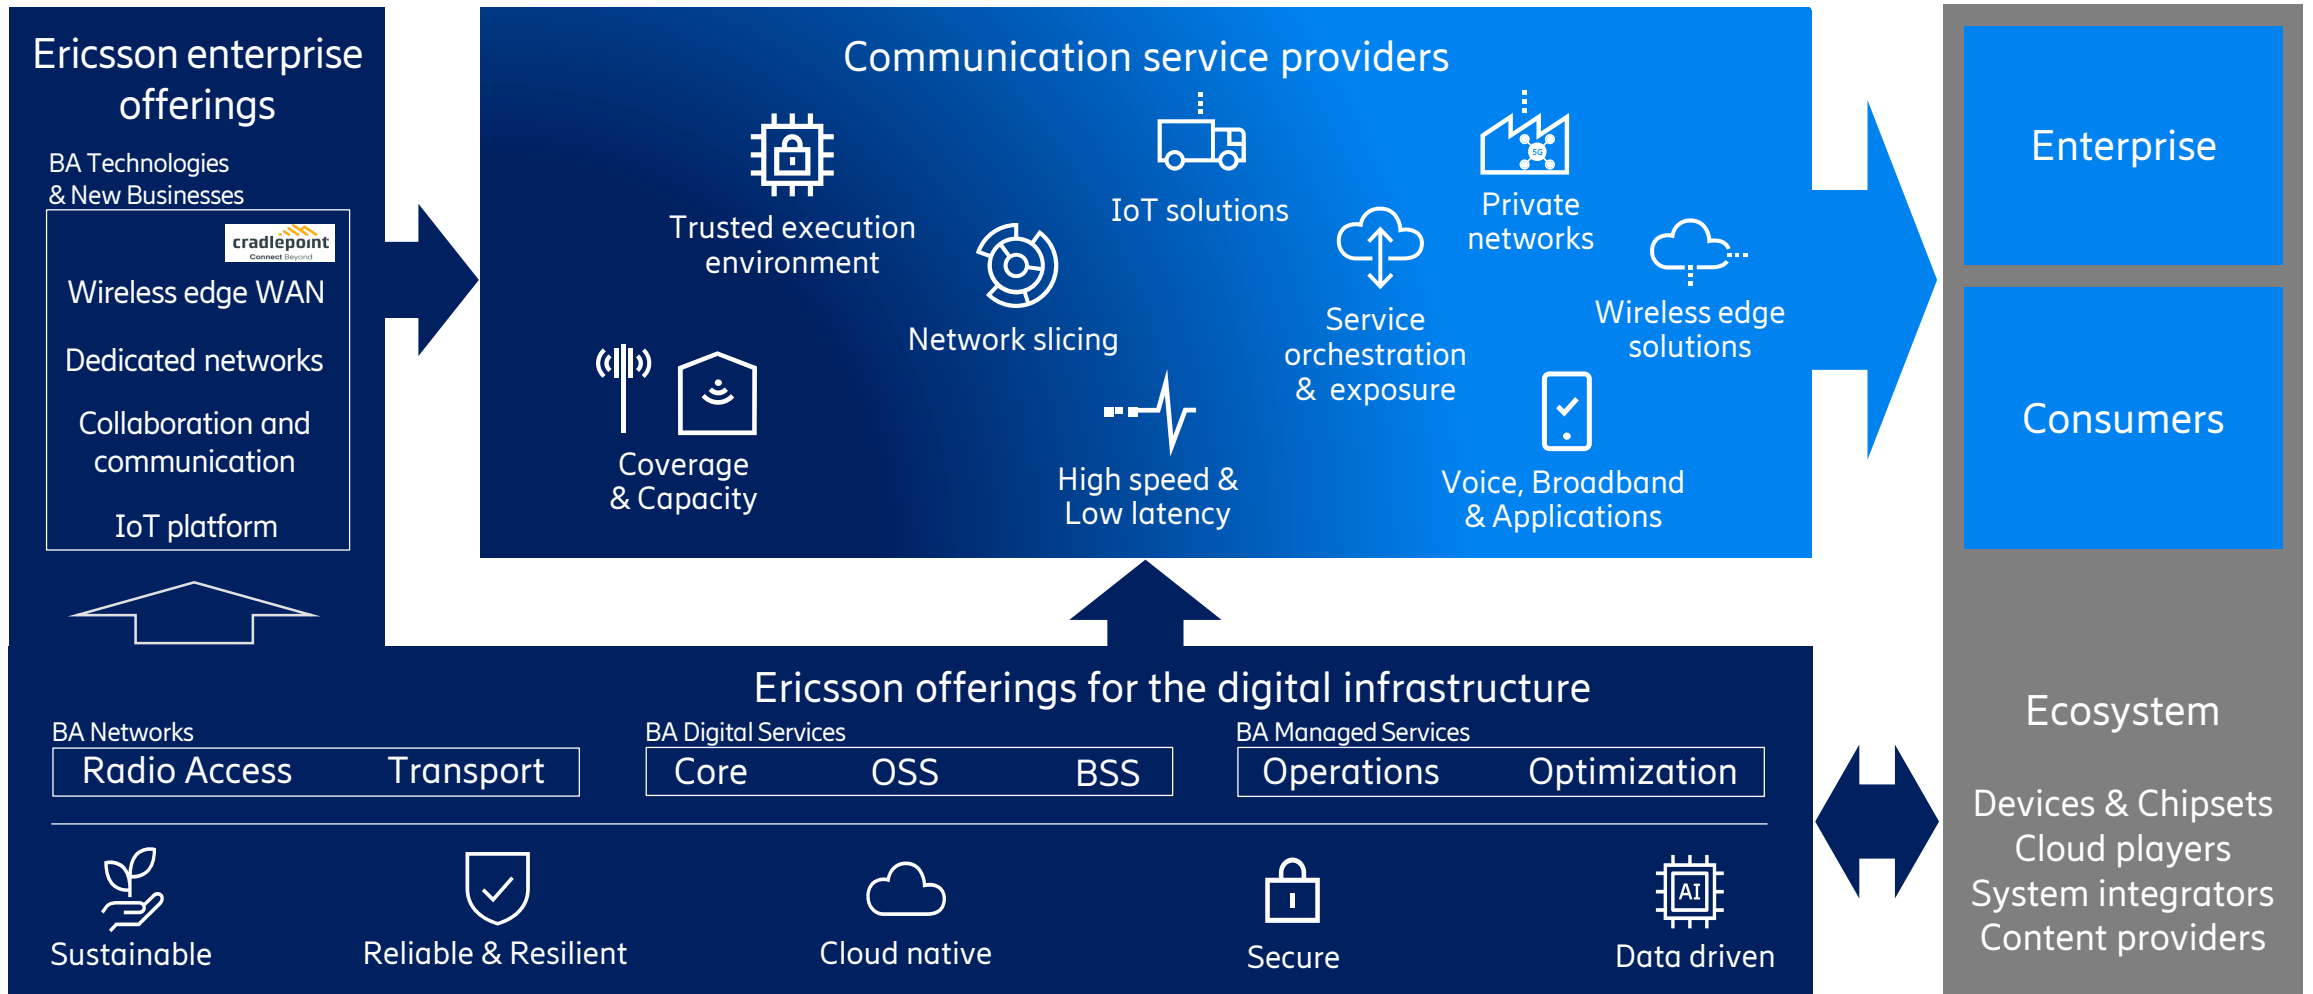 Ericsson enterprise
offerings
BA Technologies
& New Businesses
cradlepoint
Connect Beyond
Wireless edge WAN
Dedicated networks
Collaboration and
communication
IoT platform
Communication service providers
Trusted execution
environment
IoT solutions
5G
Private
networks
Network slicing
Service
orchestration
& exposure
Wireless edge
solutions
Coverage
& Capacity
High speed &
Low latency
Voice, Broadband
& Applications
Enterprise
Consumers
Ericsson offerings for the digital infrastructure
BA Networks
Radio Access Transport
BA Digital Services
Core OSS BSS
BA Managed Services
Operations Optimization
Sustainable
Reliable & Resilient
Cloud native
Secure
AI
Data driven
Ecosystem
Devices & Chipsets
Cloud players
System integrators
Content providers